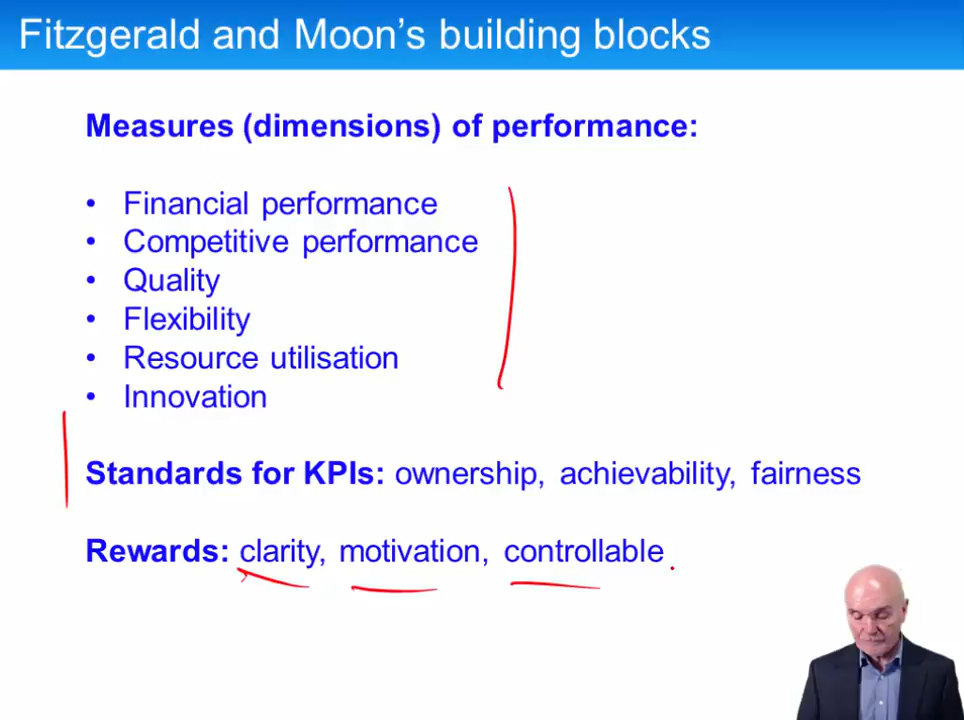 Fitzgerald and Moon's building blocks
Measures (dimensions) of performance:
• Financial performance
• Competitive performance
• Quality
• Flexibility
• Resource utilisation
• Innovation
Standards for KPIs: ownership, achievability, fairness
Rewards: clarity, motivation, controllable